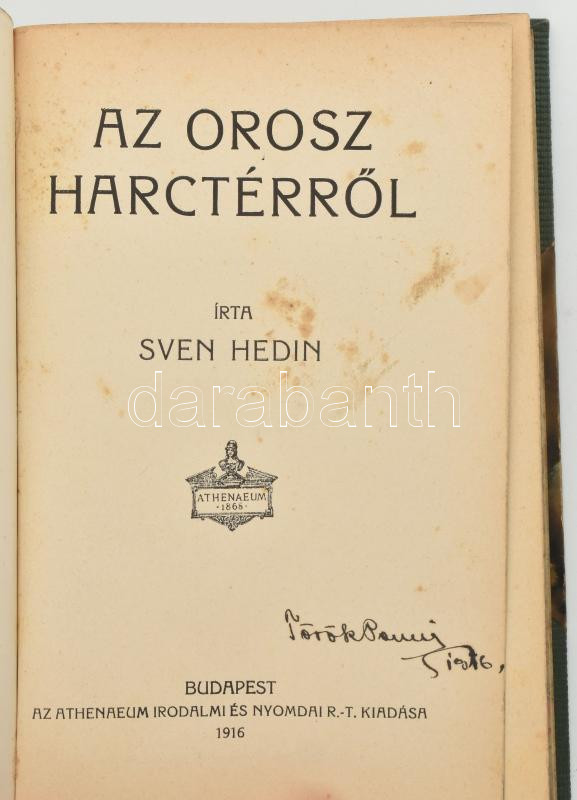 AZ OROSZ
HARCTÉRRŐL
ÍRTA
SVEN HEDIN
darabanth
ATHENAEUM
·1868·
Török
1916,
BUDAPEST
AZ ATHENAEUM IRODALMI ÉS NYOMDAI R.-T. KIADÁSA
1916